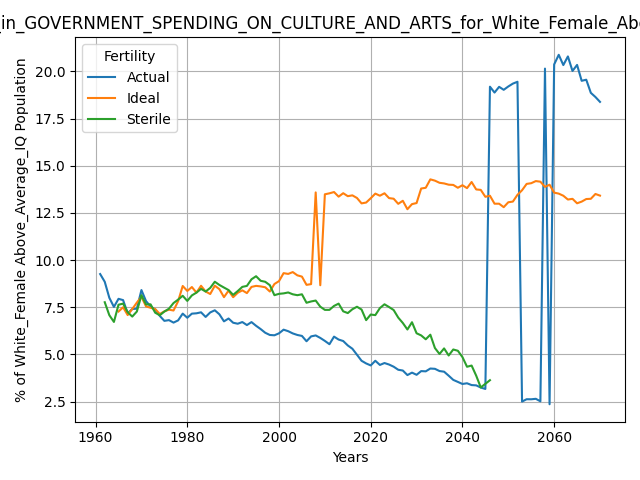 _in_GOVERNMENT_SPENDING_ON_CULTURE_AND_ARTS_for_White_Female_Abo
Fertility
Actual
Ideal
Sterile
% of White_Female Above_Average_IQ Population
20.0
17.5
15.0
12.5
10.0
7.5
5.0
2.5
1960 1980 2000 2020 2040 2060
Years